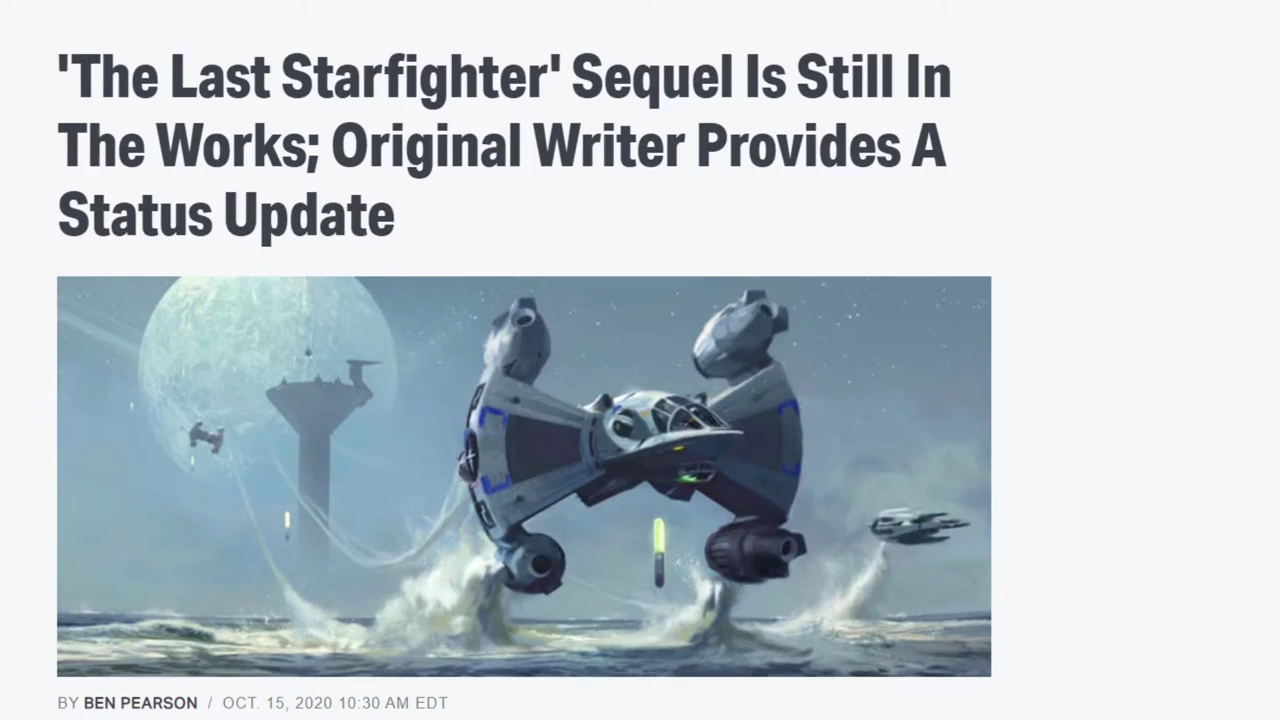 'The Last Starfighter' Sequel Is Still In
The Works; Original Writer Provides A
Status Update
BY BEN PEARSON / OCT. 15, 2020 10:30 AM EDT